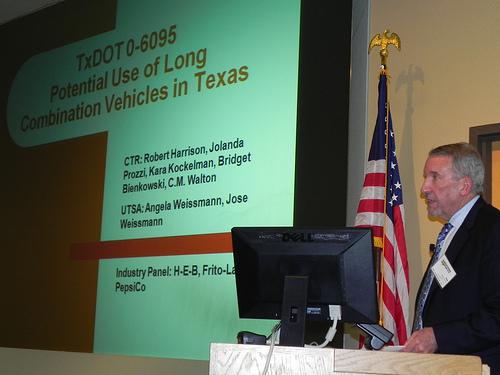 TxDOT 0-6095
Potential Use of Long
Combination Vehicles in Texas
CTR: Robert Harrison, Jolanda
Prozzi, Kara Kockelman, Bridget
Bienkowski, C.M. Walton
UTSA: Angela Weissmann, Jose
Weissmann
Industry Panel: H-E-B, Frito-La
PepsiCo
DELL